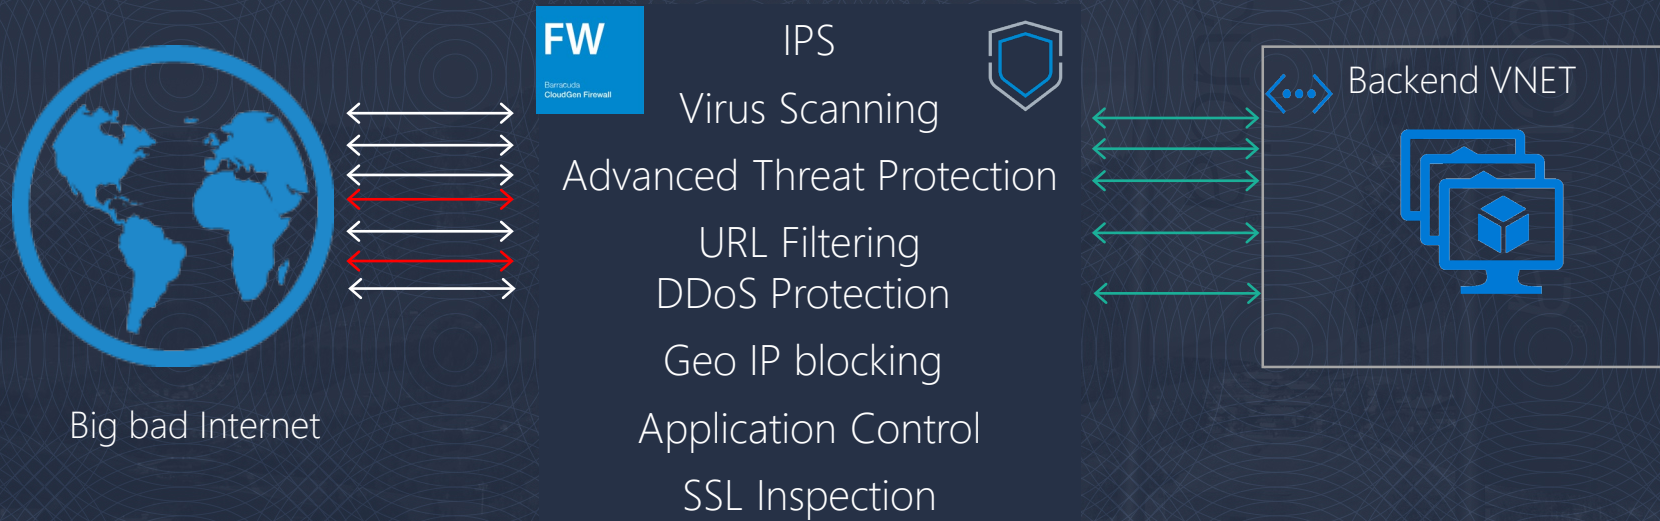 FW
Barracuda
CloudGen Firewall
IPS
Virus Scanning
Advanced Threat Protection
URL Filtering
DDoS Protection
Geo IP blocking
Application Control
SSL Inspection
Big bad Internet
Backend VNET